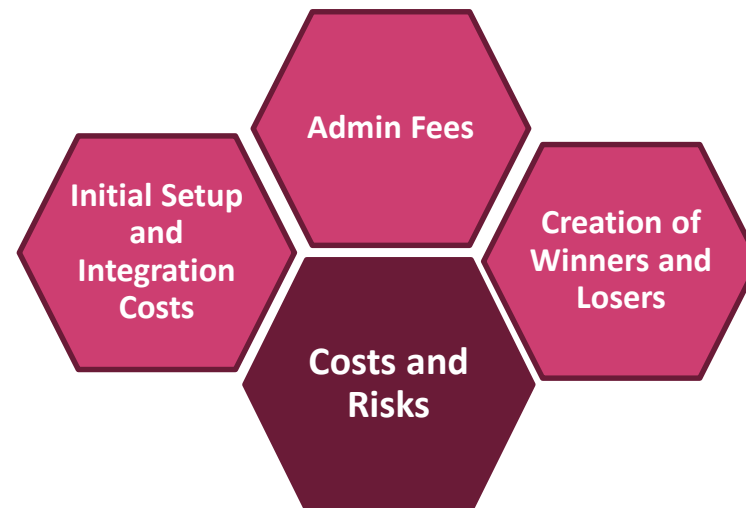 Admin Fees
Initial Setup
and
Integration
Costs
Creation of
Winners and
Losers
Costs and
Risks